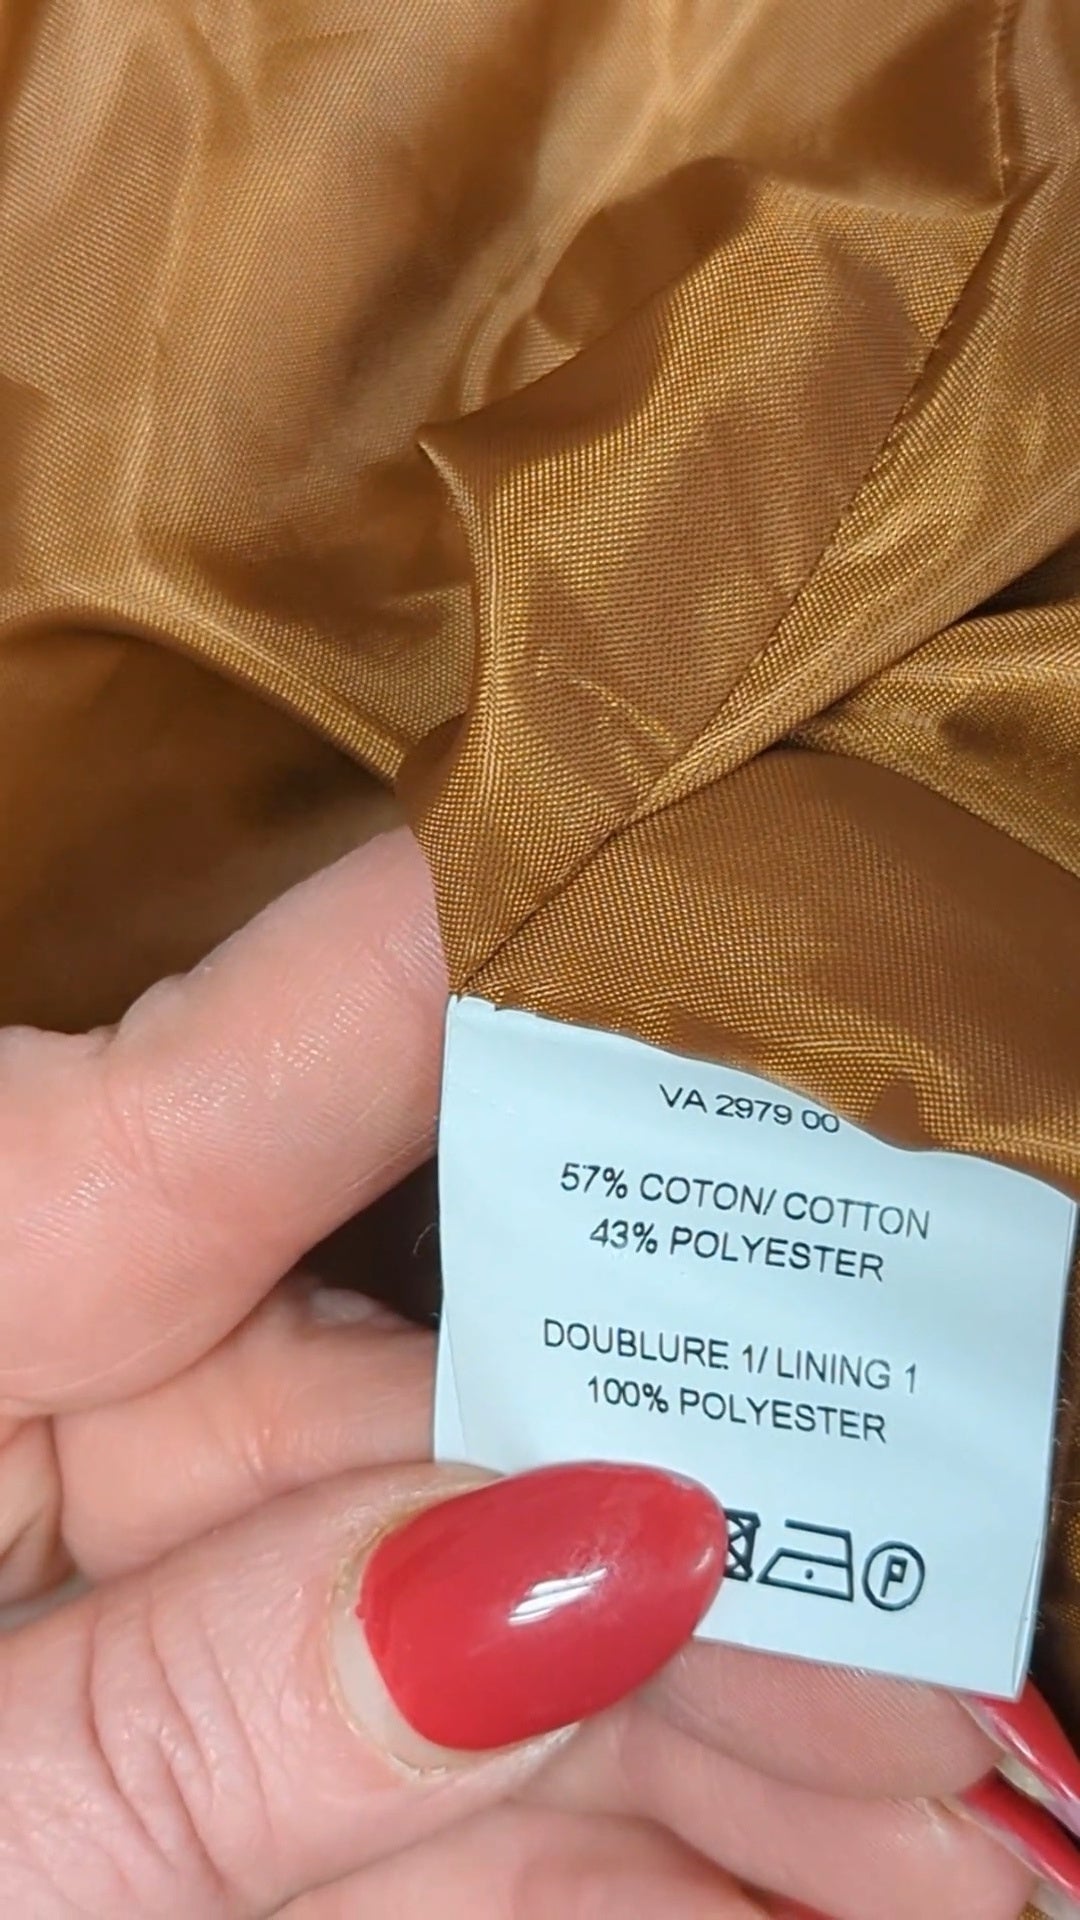 VA 2979 00
57% COTON/ COTTON
43% POLYESTER
DOUBLURE 1/ LINING 1
100% POLYESTER
P